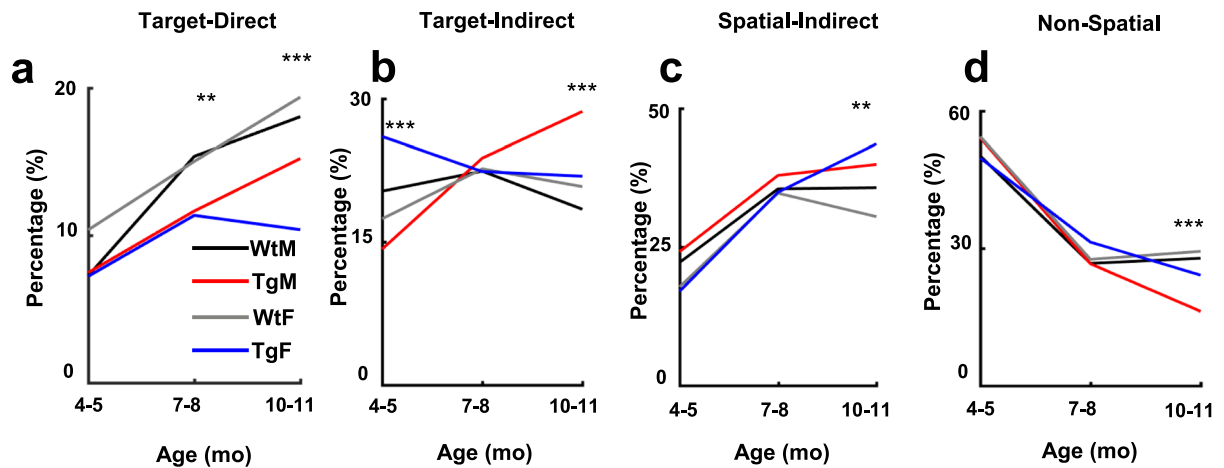 Target-Direct
Target-Indirect
Spatial-Indirect
Non-Spatial
a
b
c
d
***
**
***
***
**
***
20
10
0
Percentage (%)
4-5
7-8
10-11
Age (mo)
WtM
TgM
WtF
TgF
30
15
0
Percentage (%)
4-5
7-8
10-11
Age (mo)
50
25
0
Percentage (%)
4-5
7-8
10-11
Age (mo)
60
30
0
Percentage (%)
4-5
7-8
10-11
Age (mo)